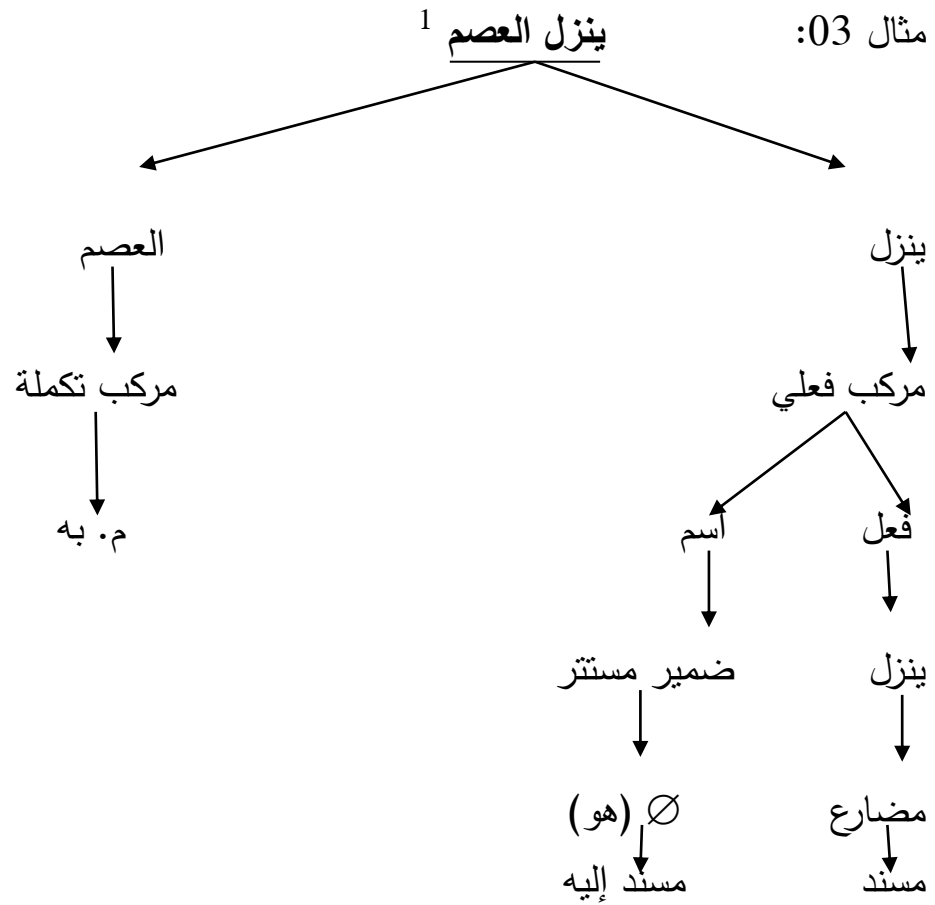 مثال 03: ينزل العصم 1
ينزل العصم
مركب فعلي مركب تكملة
فعل اسم م. به
ينزل ضمير مستتر
مضارع ∅ (هو)
مسند مسند إليه